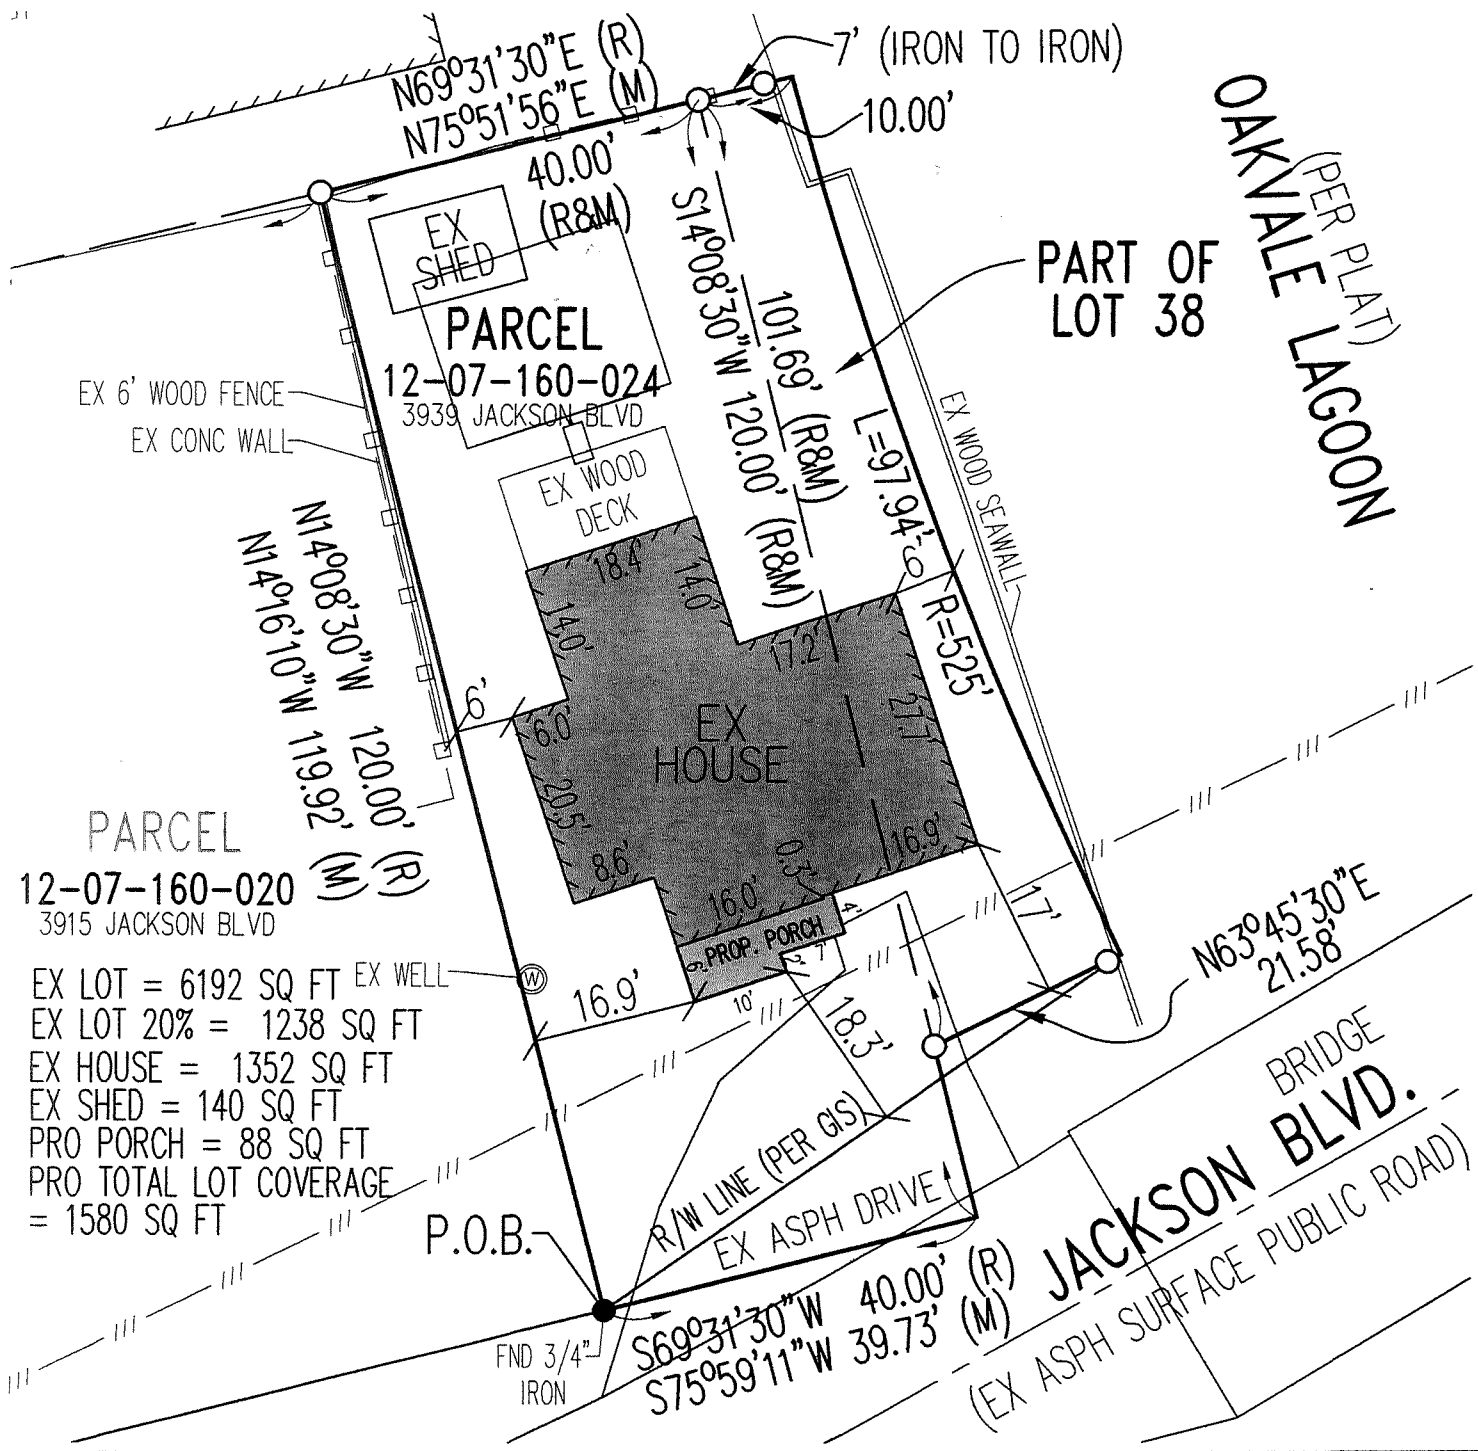 7' (IRON TO IRON)
N69°31'30"E (R)
N75°51'56"E (M)
10.00'
40.00'
(R&M)
OAKVALE LAGOON
(PER PLAT)
EX
SHED
S14°08'30"W 120.00' (R&M)
101.69' (R&M)
PART OF
LOT 38
PARCEL
12-07-160-024
3939 JACKSON BLVD
EX 6' WOOD FENCE
EX CONC WALL
L=97.94'
R=525'
EX WOOD SEAWALL
EX WOOD
DECK
N14°08'30"W 120.00' (R)
N14°16'10"W 119.92' (M)
18.4'
14.0'
14.0'
6'
17.2'
6'
6.0'
27.7'
EX
HOUSE
20.5'
8.6'
0.3'
16.9'
16.0'
PARCEL
12-07-160-020
3915 JACKSON BLVD
PROP. PORCH
4'
7'
2'
6'
10'
17'
N63°45'30"E
21.58'
EX LOT = 6192 SQ FT
EX LOT 20% = 1238 SQ FT
EX HOUSE = 1352 SQ FT
EX SHED = 140 SQ FT
PRO PORCH = 88 SQ FT
PRO TOTAL LOT COVERAGE
= 1580 SQ FT
EX WELL
W
16.9'
18.3'
BRIDGE
JACKSON BLVD.
(EX ASPH SURFACE PUBLIC ROAD)
R/W LINE (PER GIS)
EX ASPH DRIVE
P.O.B.
FND 3/4"
IRON
S69°31'30"W 40.00' (R)
S75°59'11"W 39.73' (M)